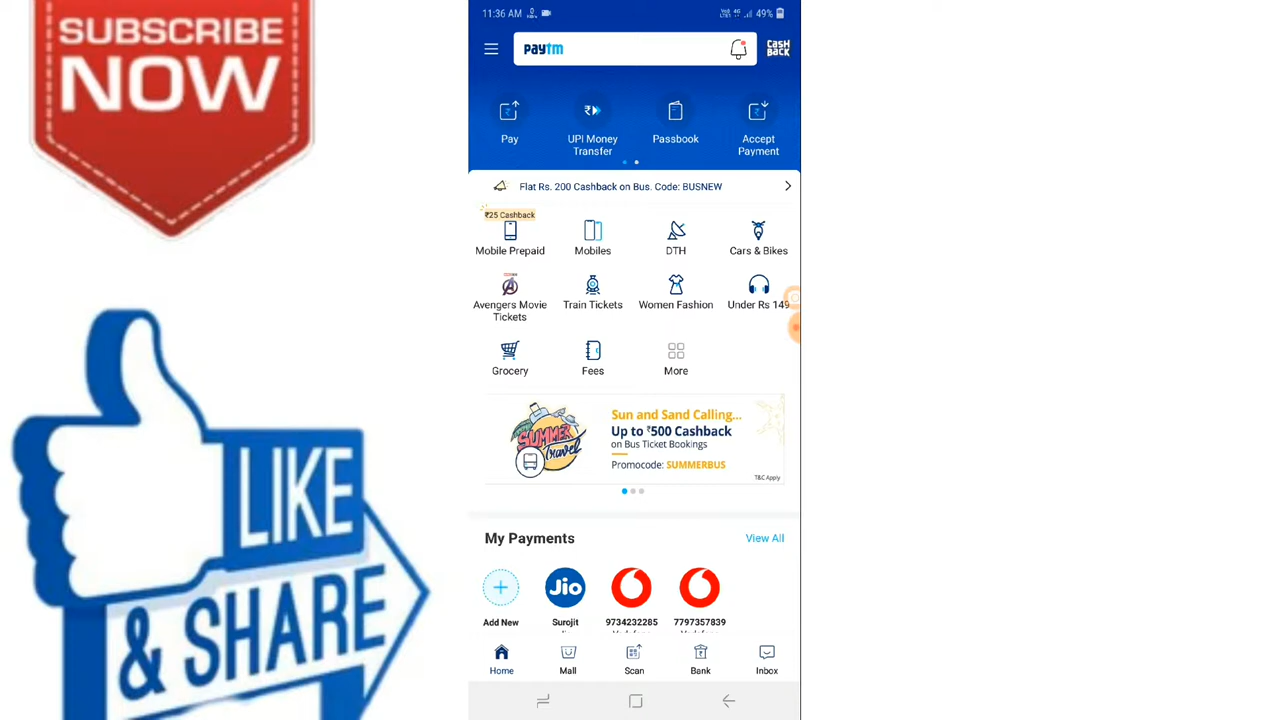 SUBSCRIBE
NOW
LIKE
& SHARE
11:36 AM
49%
paytm
CASH
BACK
Pay
UPI Money
Transfer
Passbook
Accept
Payment
Flat Rs. 200 Cashback on Bus. Code: BUSNEW
₹25 Cashback
Mobile Prepaid
Mobiles
DTH
Cars & Bikes
Avengers Movie
Tickets
Train Tickets
Women Fashion
Under Rs 149
Grocery
Fees
More
SUMMER
travel
Sun and Sand Calling...
Up to ₹500 Cashback
on Bus Ticket Bookings
Promocode: SUMMERBUS
T&C Apply
My Payments
View All
Jio
Add New
Surojit
9734232285
7797357839
Home
Mall
Scan
Bank
Inbox